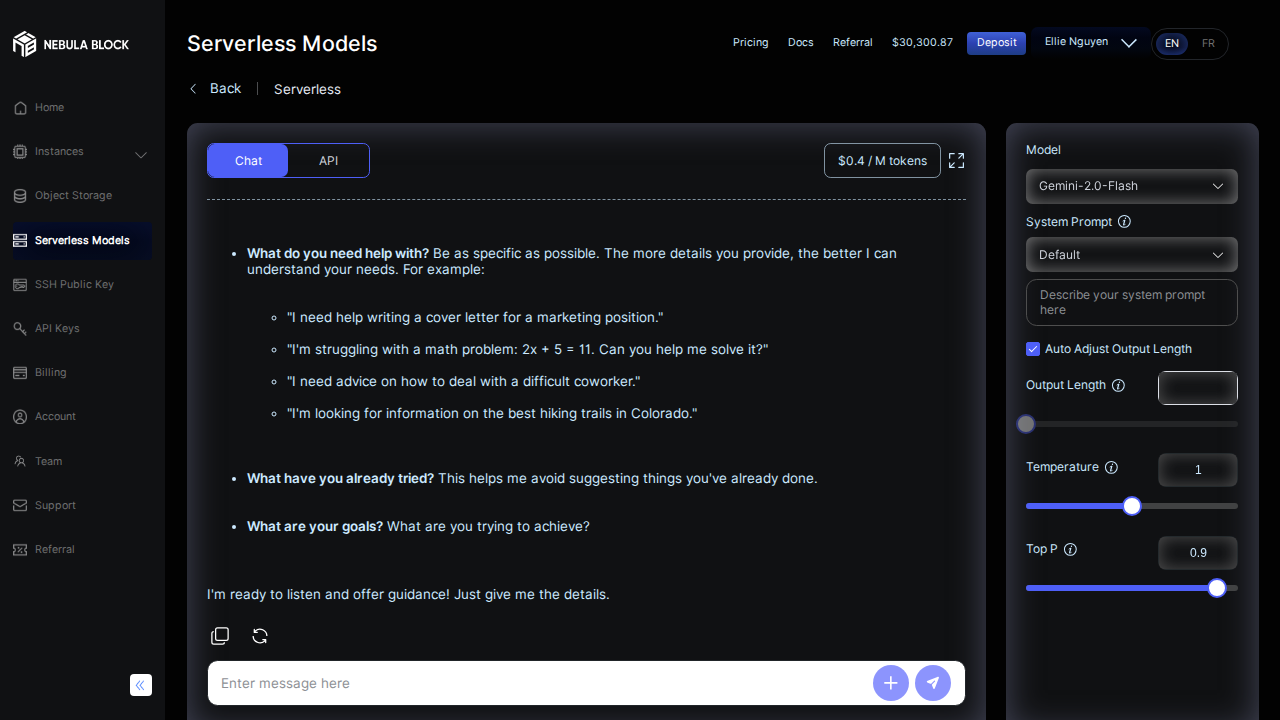 NEBULA BLOCK
Home
Instances
Object Storage
Serverless Models
SSH Public Key
API Keys
Billing
Account
Team
Support
Referral
Serverless Models
Pricing
Docs
Referral
$30,300.87
Deposit
Ellie Nguyen
EN
FR
Back
Serverless
Chat
API
$0.4 / M tokens
What do you need help with? Be as specific as possible. The more details you provide, the better I can
understand your needs. For example:
"I need help writing a cover letter for a marketing position."
"I'm struggling with a math problem: 2x + 5 = 11. Can you help me solve it?"
"I need advice on how to deal with a difficult coworker."
"I'm looking for information on the best hiking trails in Colorado."
What have you already tried? This helps me avoid suggesting things you've already done.
What are your goals? What are you trying to achieve?
I'm ready to listen and offer guidance! Just give me the details.
Enter message here
Model
Gemini-2.0-Flash
System Prompt
Default
Describe your system prompt
here
Auto Adjust Output Length
Output Length
Temperature
1
Top P
0.9